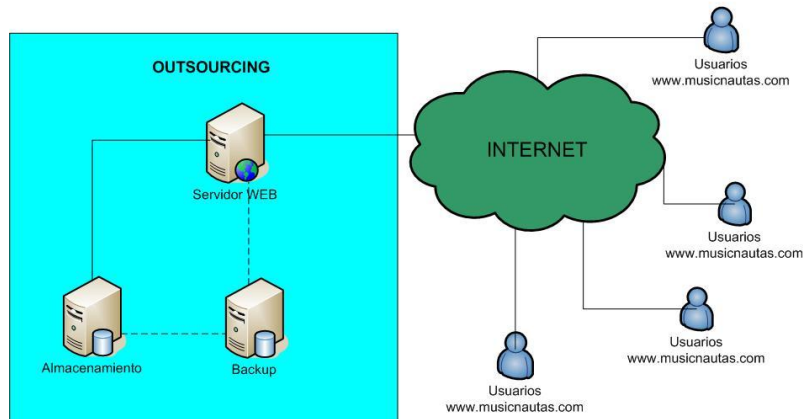 OUTSOURCING
Servidor WEB
Almacenamiento
Backup
INTERNET
Usuarios
www.musicnautas.com
Usuarios
www.musicnautas.com
Usuarios
www.musicnautas.com
Usuarios
www.musicnautas.com